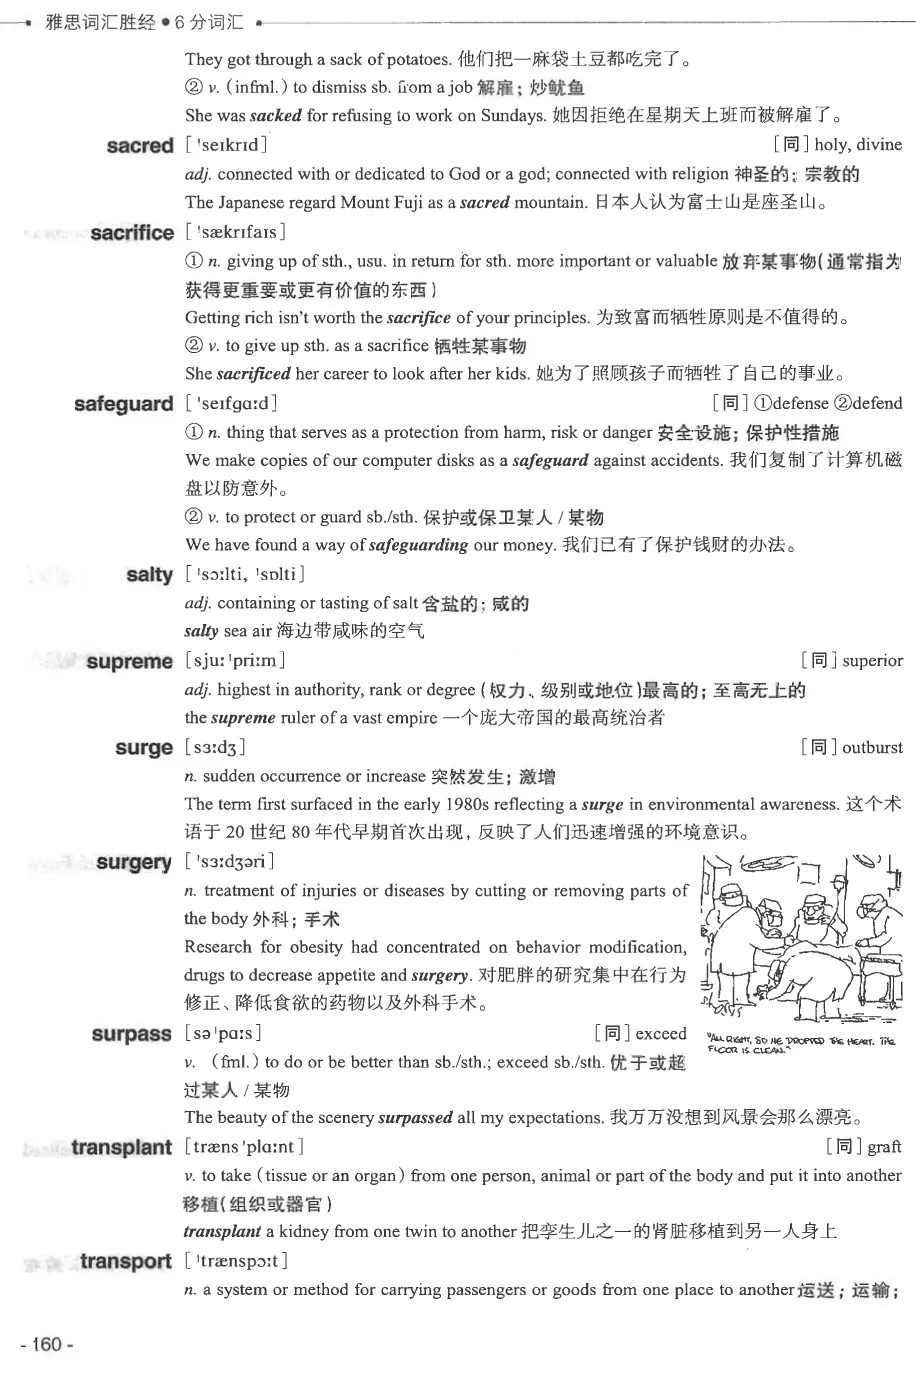 雅思词汇胜经●6分词汇
They got through a sack of potatoes. 他们把一麻袋土豆都吃完了。
② v. (infml.) to dismiss sb. from a job 解雇；炒鱿鱼
She was sacked for refusing to work on Sundays. 她因拒绝在星期天上班而被解雇了。
sacred [ˈseɪkrɪd] [同] holy, divine
adj. connected with or dedicated to God or a god; connected with religion 神圣的；宗教的
The Japanese regard Mount Fuji as a sacred mountain. 日本人认为富士山是座圣山。
sacrifice [ˈsækrɪfaɪs]
① n. giving up of sth., usu. in return for sth. more important or valuable 放弃某事物(通常指为
获得更重要或更有价值的东西)
Getting rich isn't worth the sacrifice of your principles. 为致富而牺牲原则是不值得的。
② v. to give up sth. as a sacrifice 牺牲某事物
She sacrificed her career to look after her kids. 她为了照顾孩子而牺牲了自己的事业。
safeguard [ˈseɪfɡɑːd] [同] ①defense ②defend
① n. thing that serves as a protection from harm, risk or danger 安全设施；保护性措施
We make copies of our computer disks as a safeguard against accidents. 我们复制了计算机磁
盘以防意外。
② v. to protect or guard sb./sth. 保护或保卫某人/某物
We have found a way of safeguarding our money. 我们已有了保护钱财的办法。
salty [ˈsɔːlti, ˈsɒlti]
adj. containing or tasting of salt 含盐的；咸的
salty sea air 海边带咸味的空气
supreme [sjuːˈpriːm] [同] superior
adj. highest in authority, rank or degree (权力、级别或地位)最高的；至高无上的
the supreme ruler of a vast empire 一个庞大帝国的最高统治者
surge [sɜːdʒ] [同] outburst
n. sudden occurrence or increase 突然发生；激增
The term first surfaced in the early 1980s reflecting a surge in environmental awareness. 这个术
语于 20 世纪 80 年代早期首次出现，反映了人们迅速增强的环境意识。
surgery [ˈsɜːdʒəri]
n. treatment of injuries or diseases by cutting or removing parts of
the body 外科；手术
Research for obesity had concentrated on behavior modification,
drugs to decrease appetite and surgery. 对肥胖的研究集中在行为
修正、降低食欲的药物以及外科手术。
"ALL RIGHT, SO HE DROPPED THE HEART. THE
FLOOR IS CLEAN."
surpass [səˈpɑːs] [同] exceed
v. (fml.) to do or be better than sb./sth.; exceed sb./sth. 优于或超
过某人/某物
The beauty of the scenery surpassed all my expectations. 我万万没想到风景会那么漂亮。
transplant [trænsˈplɑːnt] [同] graft
v. to take (tissue or an organ) from one person, animal or part of the body and put it into another
移植(组织或器官)
transplant a kidney from one twin to another 把孪生儿之一的肾脏移植到另一人身上
transport [ˈtrænspɔːt]
n. a system or method for carrying passengers or goods from one place to another 运送；运输；
- 160 -